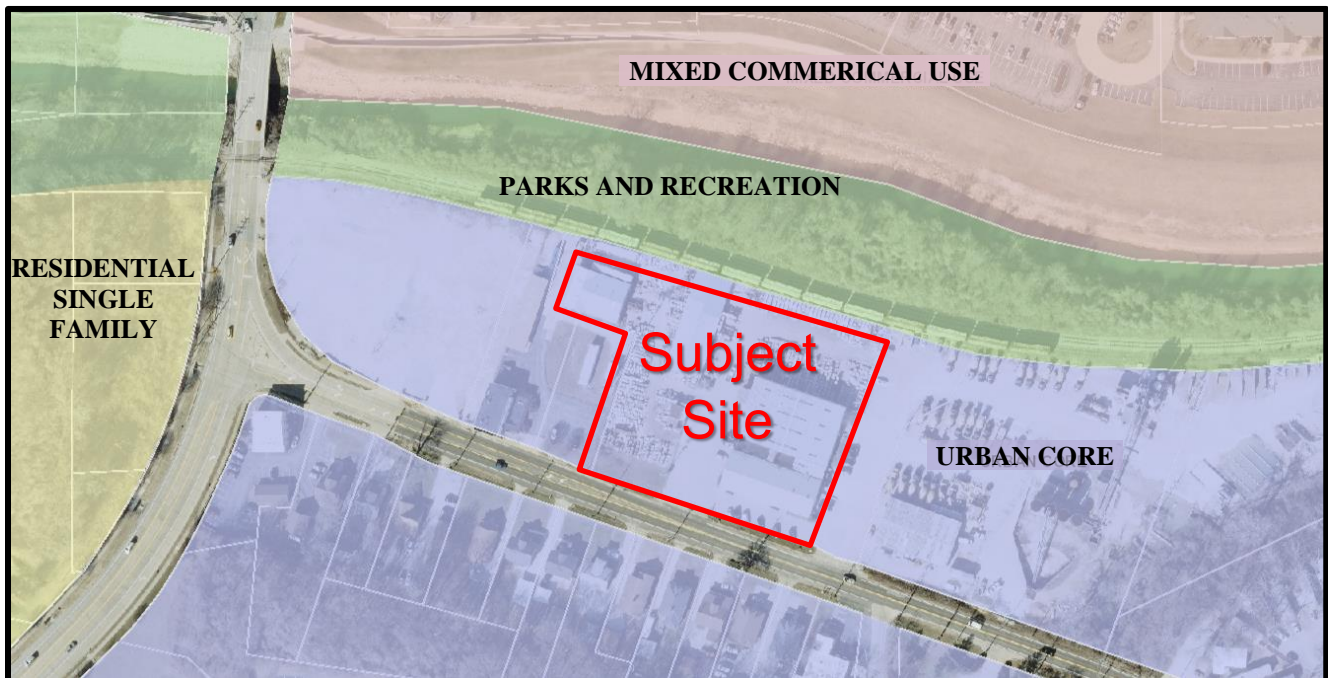 MIXED COMMERICAL USE
PARKS AND RECREATION
RESIDENTIAL
SINGLE
FAMILY
Subject
Site
URBAN CORE